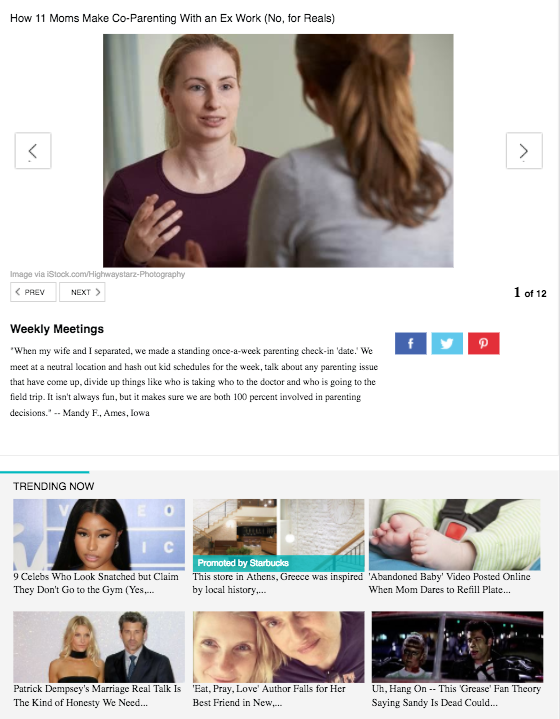 How 11 Moms Make Co-Parenting With an Ex Work (No, for Reals)
Image via iStock.com/Highwaystarz-Photography
PREV
NEXT
1 of 12
Weekly Meetings
"When my wife and I separated, we made a standing once-a-week parenting check-in 'date.' We
meet at a neutral location and hash out kid schedules for the week, talk about any parenting issue
that have come up, divide up things like who is taking who to the doctor and who is going to the
field trip. It isn't always fun, but it makes sure we are both 100 percent involved in parenting
decisions." -- Mandy F., Ames, Iowa
TRENDING NOW
VIDEO
IC
Promoted by Starbucks
9 Celebs Who Look Snatched but Claim
They Don't Go to the Gym (Yes,...
This store in Athens, Greece was inspired
by local history,...
'Abandoned Baby' Video Posted Online
When Mom Dares to Refill Plate...
Patrick Dempsey's Marriage Real Talk Is
The Kind of Honesty We Need...
'Eat, Pray, Love' Author Falls for Her
Best Friend in New,...
Uh, Hang On -- This 'Grease' Fan Theory
Saying Sandy Is Dead Could...